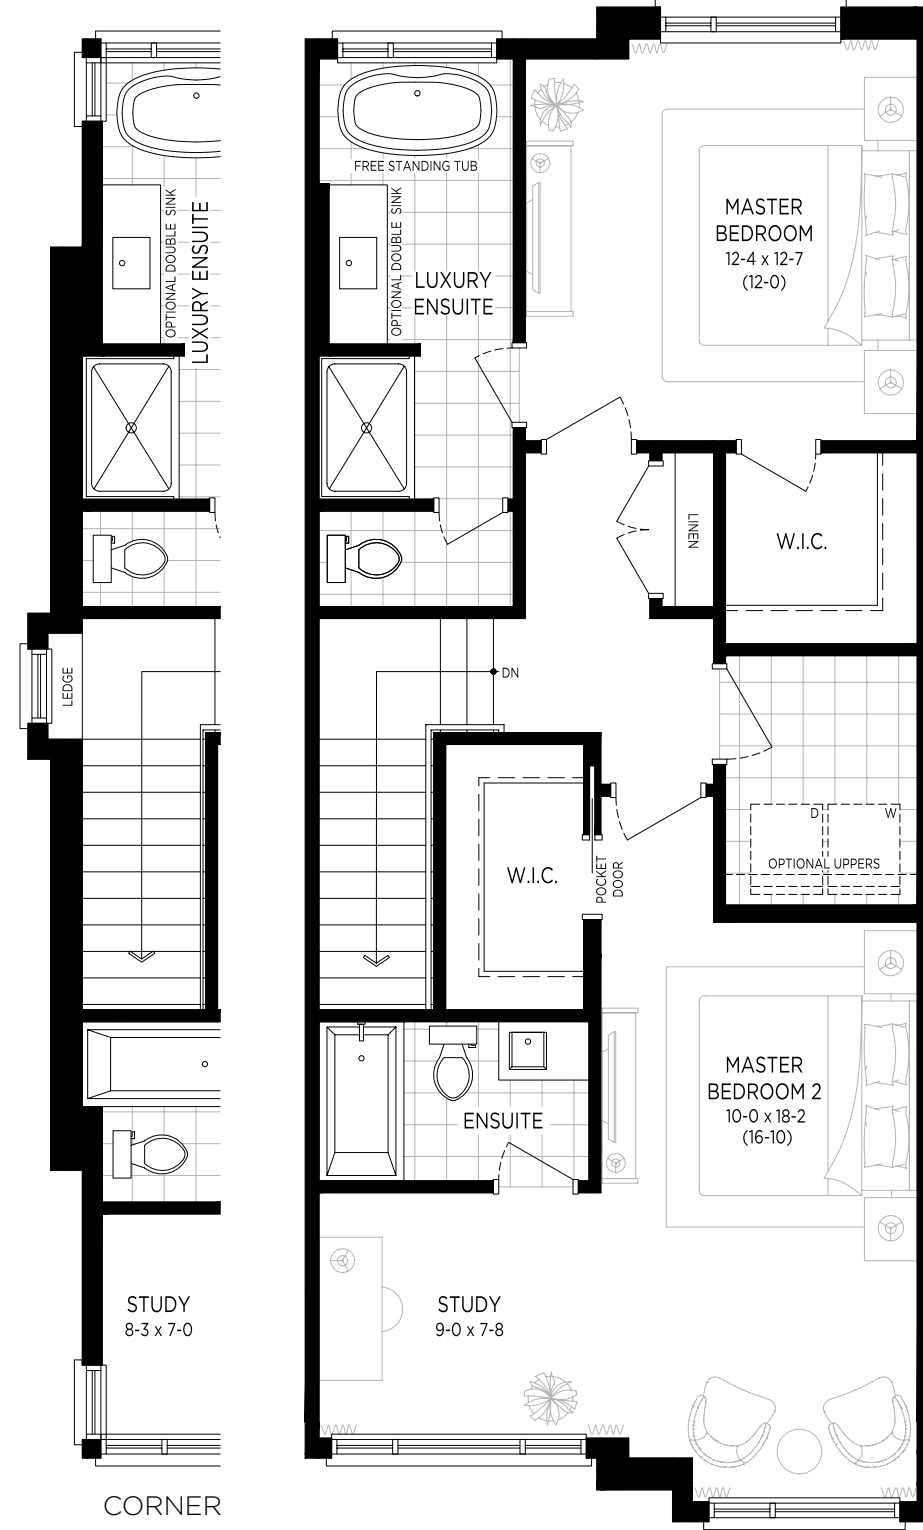 OPTIONAL DOUBLE SINK
LUXURY ENSUITE
LEDGE
STUDY
8-3 x 7-0
CORNER
FREE STANDING TUB
OPTIONAL DOUBLE SINK
LUXURY
ENSUITE
MASTER
BEDROOM
12-4 x 12-7
(12-0)
LINEN
W.I.C.
DN
D
W
OPTIONAL UPPERS
W.I.C.
POCKET
DOOR
ENSUITE
MASTER
BEDROOM 2
10-0 x 18-2
(16-10)
STUDY
9-0 x 7-8